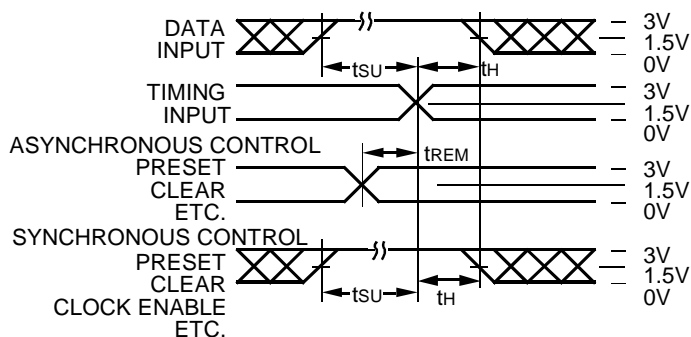 DATA
INPUT
3V
1.5V
0V
tSU
tH
TIMING
INPUT
3V
1.5V
0V
ASYNCHRONOUS CONTROL
PRESET
CLEAR
ETC.
tREM
3V
1.5V
0V
SYNCHRONOUS CONTROL
PRESET
CLEAR
CLOCK ENABLE
ETC.
tSU
tH
3V
1.5V
0V